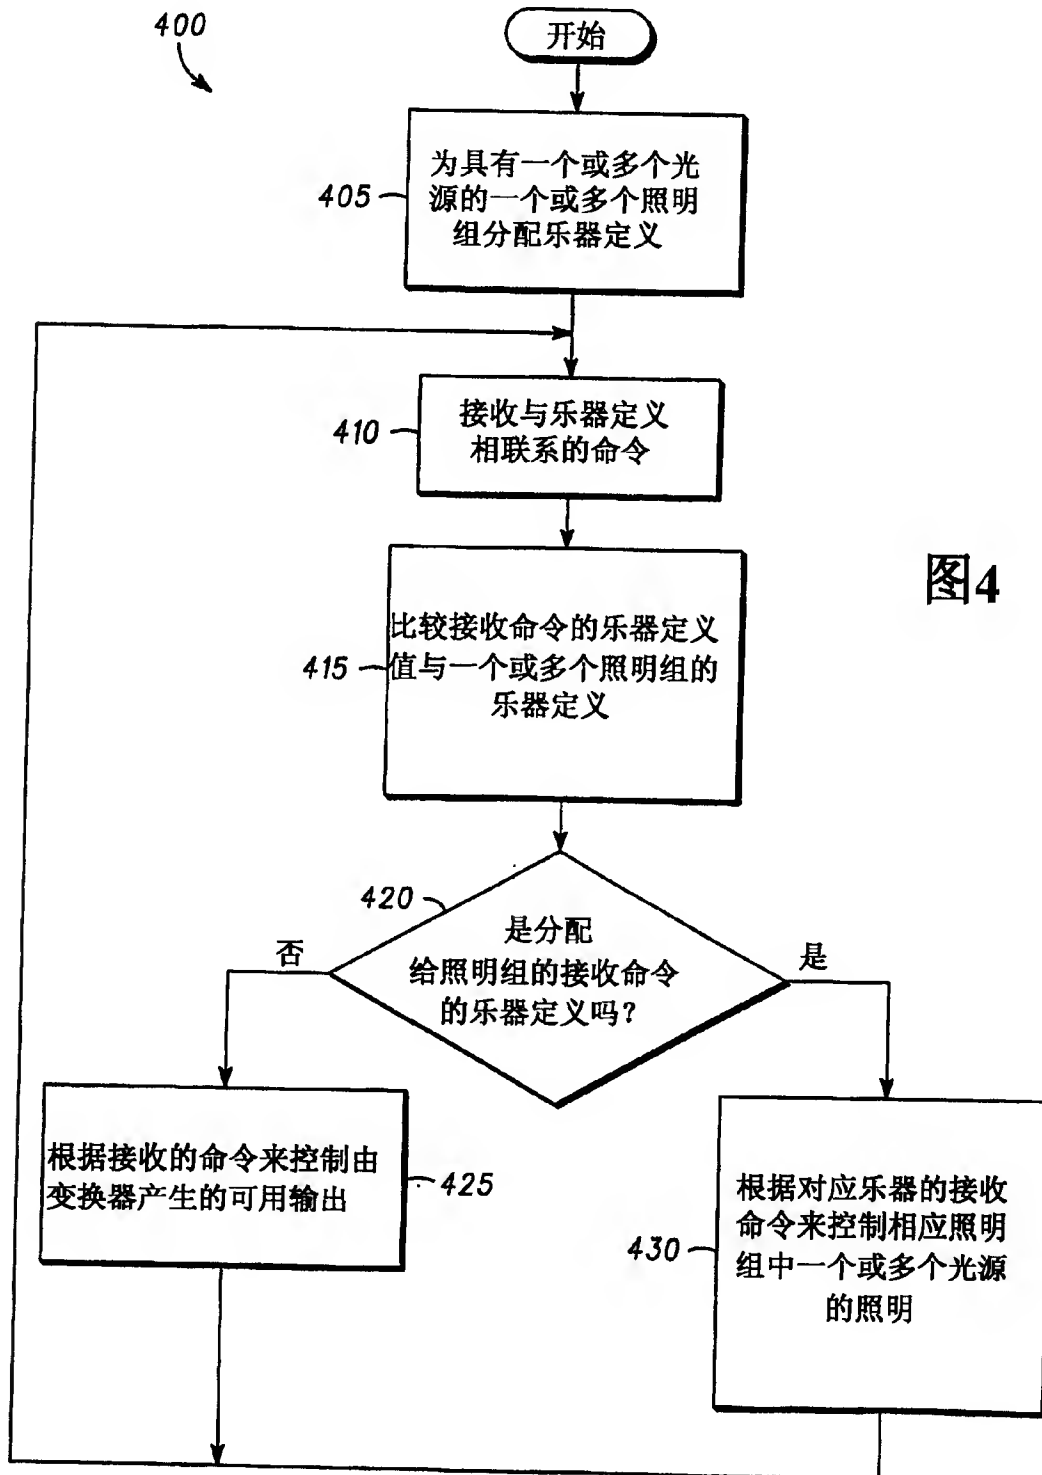 400
开始
405
为具有一个或多个光
源的一个或多个照明
组分配乐器定义
410
接收与乐器定义
相联系的命令
图4
415
比较接收命令的乐器定义
值与一个或多个照明组的
乐器定义
420
是分配
给照明组的接收命令
的乐器定义吗?
否
是
根据接收的命令来控制由
变换器产生的可用输出
425
430
根据对应乐器的接收
命令来控制相应照明
组中一个或多个光源
的照明